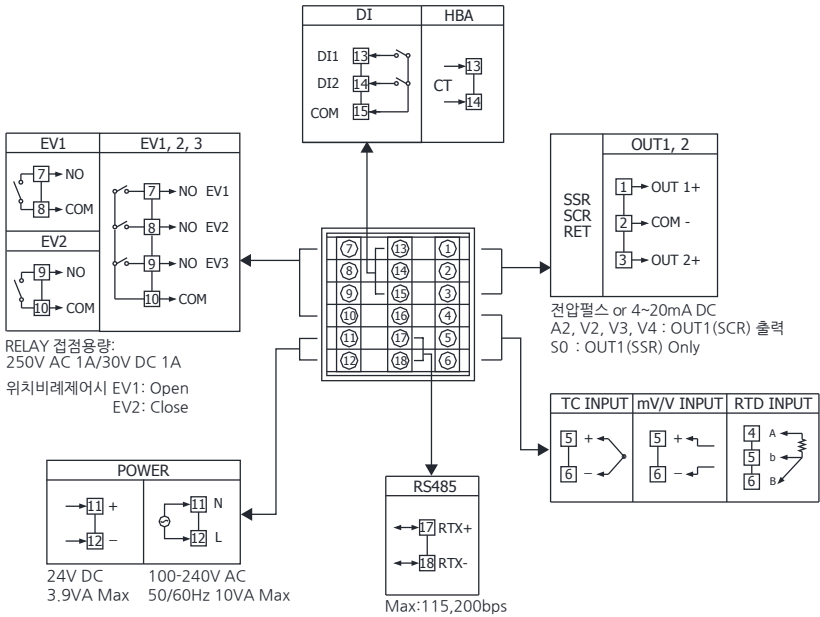 DI
HBA
DI1 13
DI2 14
COM 15
CT
13
14
EV1
7 NO
8 COM
EV2
9 NO
10 COM
EV1, 2, 3
7 NO EV1
8 NO EV2
9 NO EV3
10 COM
RELAY 접점용량:
250V AC 1A/30V DC 1A
위치비례제어시 EV1: Open
EV2: Close
7 13 1
8 14 2
9 15 3
10 16 4
11 17 5
12 18 6
SSR
SCR
RET
OUT1, 2
1 OUT 1+
2 COM -
3 OUT 2+
전압펄스 or 4~20mA DC
A2, V2, V3, V4 : OUT1(SCR) 출력
S0 : OUT1(SSR) Only
TC INPUT
5 +
6 −
mV/V INPUT
5 +
6 −
RTD INPUT
4 A
5 b
6 B
POWER
11 +
12 −
11 N
12 L
24V DC
3.9VA Max
100-240V AC
50/60Hz 10VA Max
RS485
17 RTX+
18 RTX-
Max:115,200bps